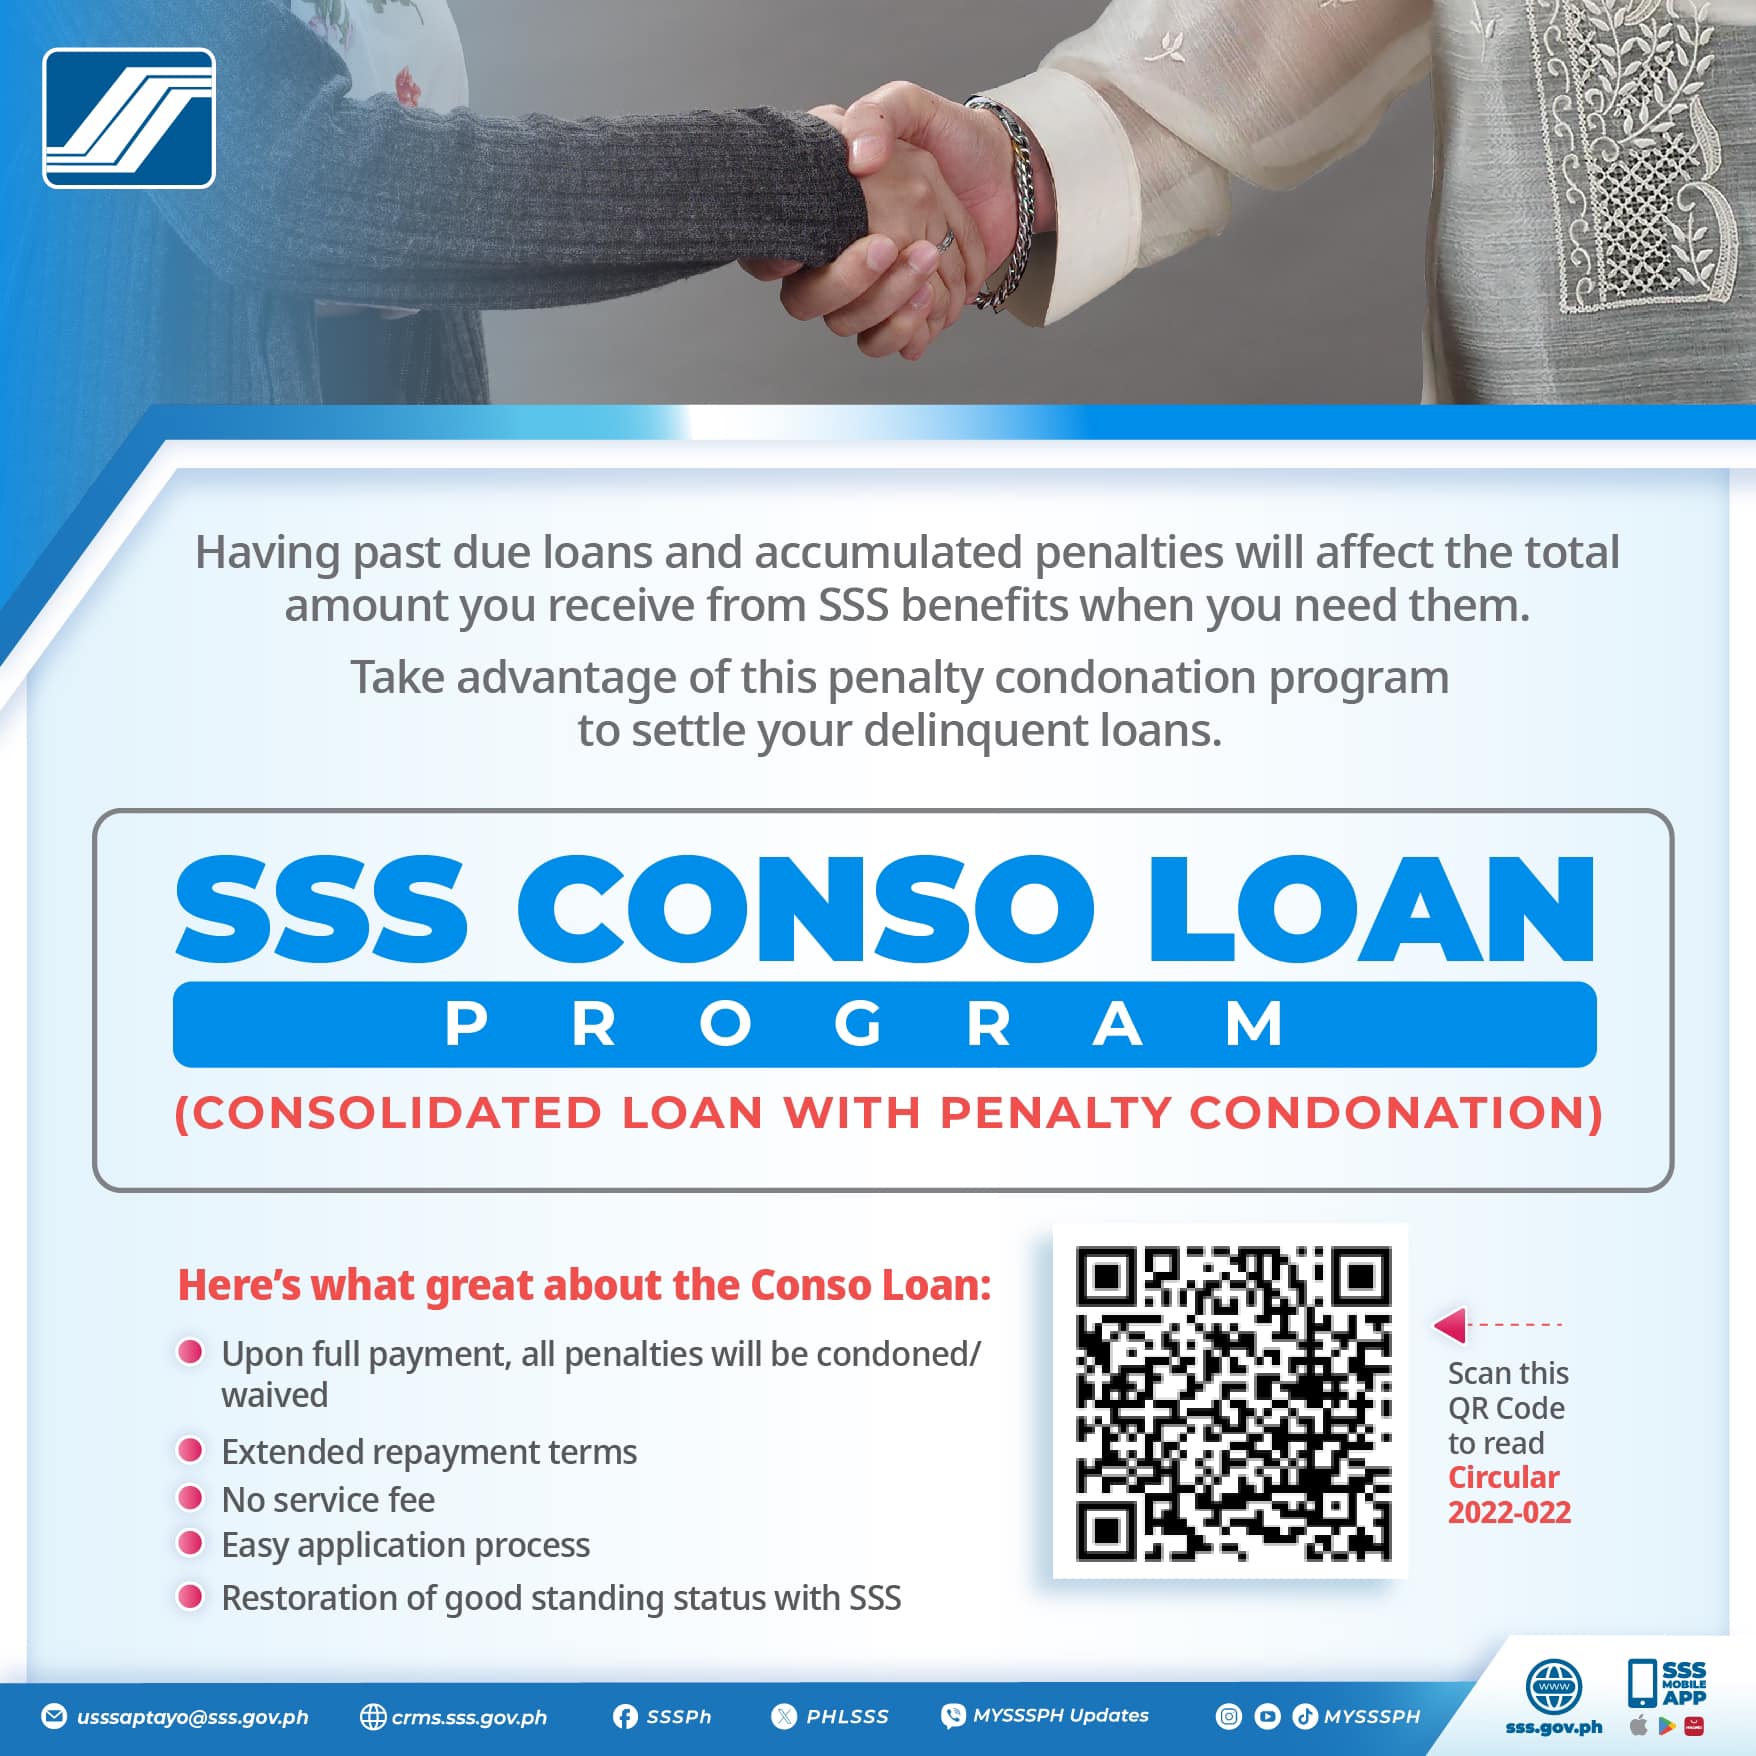 Having past due loans and accumulated penalties will affect the total
amount you receive from SSS benefits when you need them.
Take advantage of this penalty condonation program
to settle your delinquent loans.
SSS CONSO LOAN
PROGRAM
(CONSOLIDATED LOAN WITH PENALTY CONDONATION)
Here's what great about the Conso Loan:
Upon full payment, all penalties will be condoned/
waived
Extended repayment terms
No service fee
Easy application process
Restoration of good standing status with SSS
Scan this
QR Code
to read
Circular
2022-022
usssaptayo@sss.gov.ph
crms.sss.gov.ph
SSSPh
PHLSSS
MYSSSPH Updates
MYSSSPH
www
sss.gov.ph
SSS
MOBILE
APP